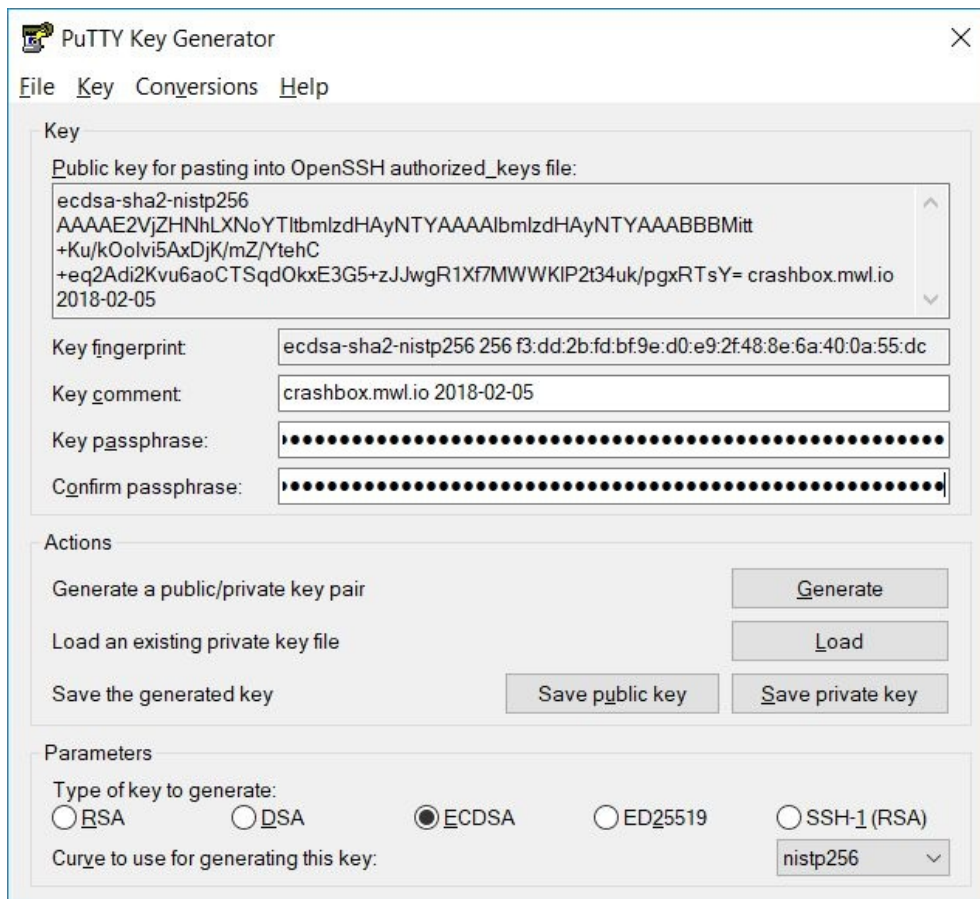 PuTTY Key Generator
File Key Conversions Help
Key
Public key for pasting into OpenSSH authorized_keys file:
ecdsa-sha2-nistp256
AAAAE2VjZHNhLXNoYTItbmlzdHAyNTYAAAAIbmlzdHAyNTYAAABBBMitt
+Ku/kOolvi5AxDjK/mZ/YtehC
+eq2Adi2Kvu6aoCTSqdOkxE3G5+zJJwgR1Xf7MWWKIP2t34uk/pgxRTsY= crashbox.mwl.io
2018-02-05
Key fingerprint: ecdsa-sha2-nistp256 256 f3:dd:2b:fd:bf:9e:d0:e9:2f:48:8e:6a:40:0a:55:dc
Key comment: crashbox.mwl.io 2018-02-05
Key passphrase:
Confirm passphrase:
Actions
Generate a public/private key pair Generate
Load an existing private key file Load
Save the generated key Save public key Save private key
Parameters
Type of key to generate:
RSA DSA ECDSA ED25519 SSH-1 (RSA)
Curve to use for generating this key: nistp256